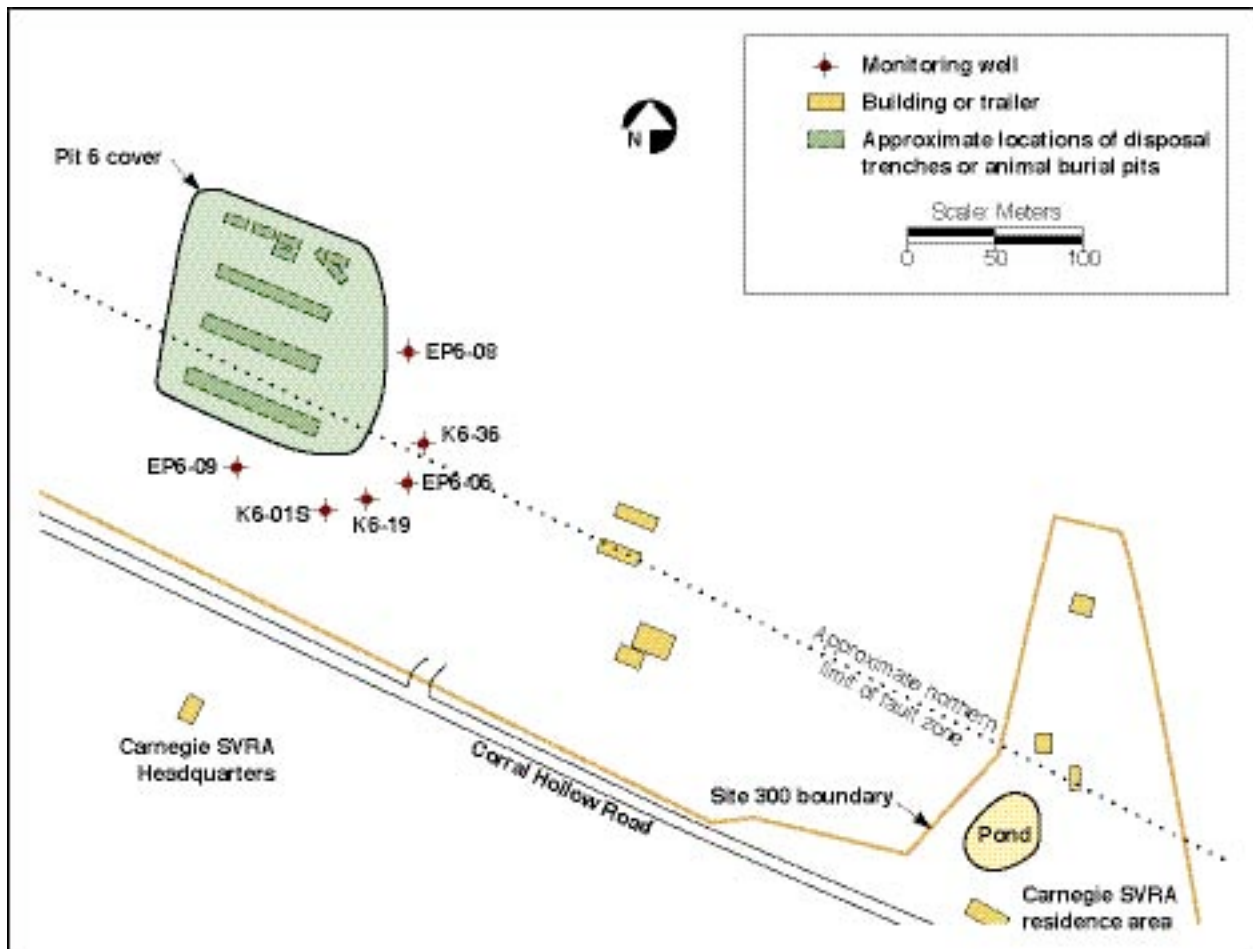 Monitoring well
Building or trailer
Approximate locations of disposal
trenches or animal burial pits
Scale: Meters
0 50 100
N
Pit 6 cover
EP6-08
K6-36
EP6-09
EP6-06
K6-01S
K6-19
Approximate northern
limit of fault zone
Carnegie SVRA
Headquarters
Corral Hollow Road
Site 300 boundary
Pond
Carnegie SVRA
residence area